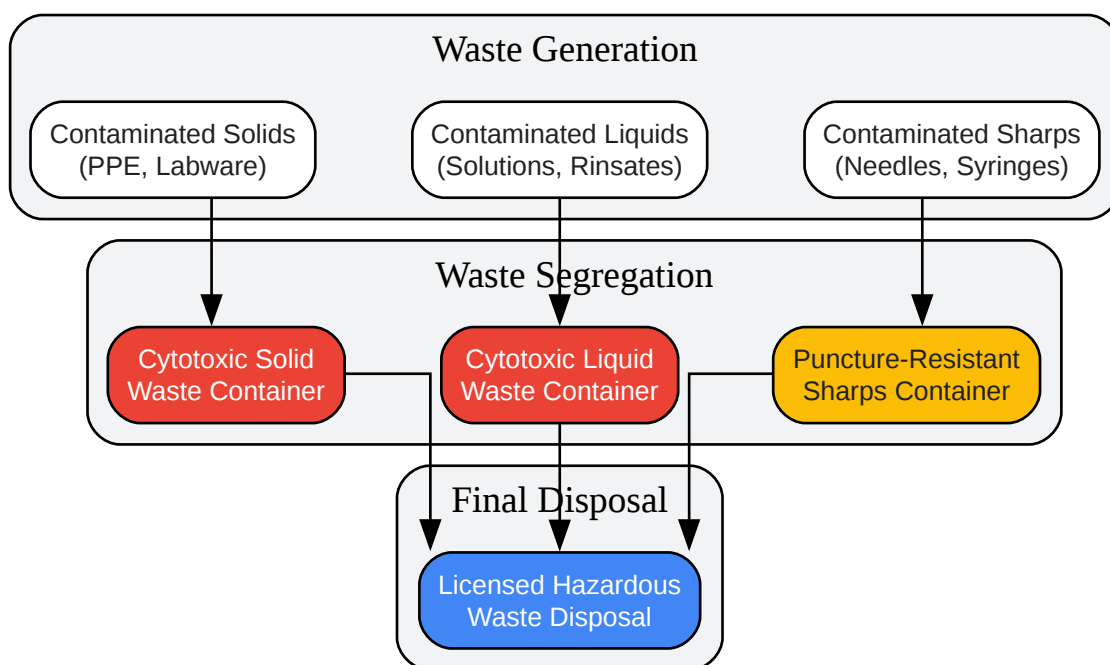 Waste Generation
Contaminated Solids
(PPE, Labware)
Contaminated Liquids
(Solutions, Rinsates)
Contaminated Sharps
(Needles, Syringes)
Waste Segregation
Cytotoxic Solid
Waste Container
Cytotoxic Liquid
Waste Container
Puncture-Resistant
Sharps Container
Final Disposal
Licensed Hazardous
Waste Disposal